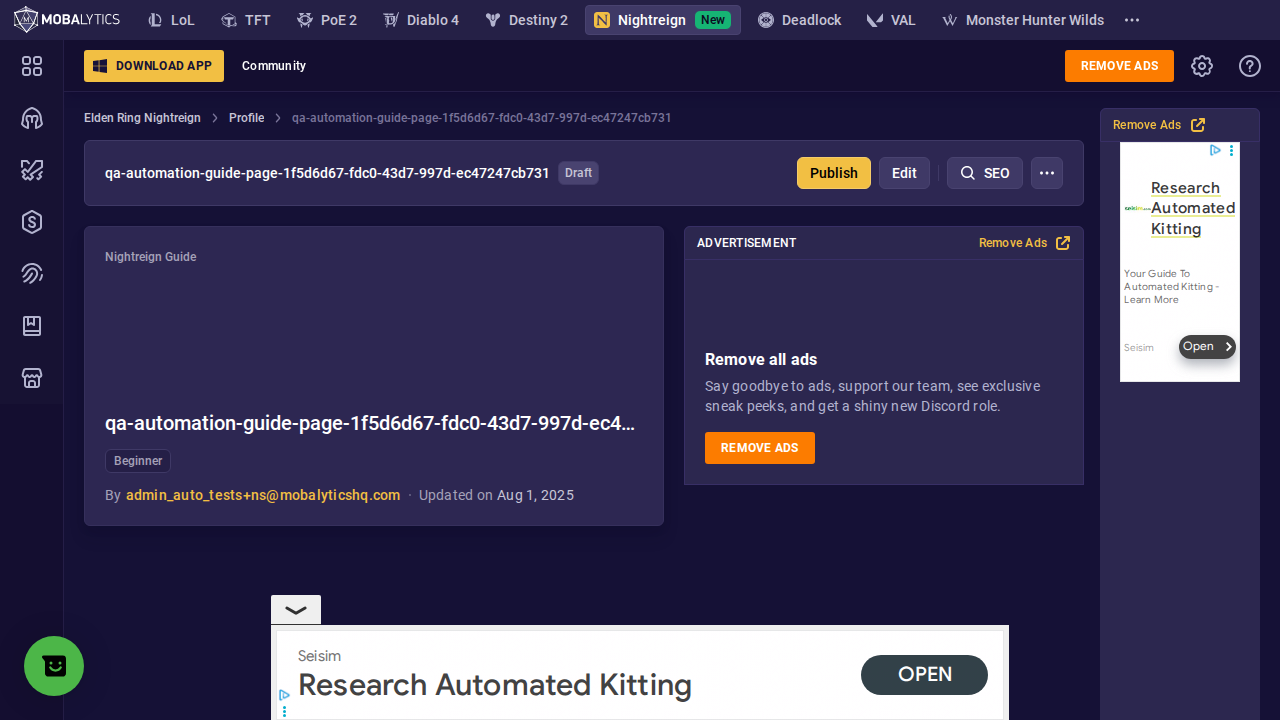 MOBALYTICS LoL TFT PoE 2 Diablo 4 Destiny 2 Nightreign New Deadlock VAL Monster Hunter Wilds
DOWNLOAD APP Community REMOVE ADS
Elden Ring Nightreign > Profile > qa-automation-guide-page-1f5d6d67-fdc0-43d7-997d-ec47247cb731
qa-automation-guide-page-1f5d6d67-fdc0-43d7-997d-ec47247cb731 Draft Publish Edit SEO
Nightreign Guide
qa-automation-guide-page-1f5d6d67-fdc0-43d7-997d-ec4...
Beginner
By admin_auto_tests+ns@mobalyticshq.com · Updated on Aug 1, 2025
ADVERTISEMENT Remove Ads
Remove all ads
Say goodbye to ads, support our team, see exclusive
sneak peeks, and get a shiny new Discord role.
REMOVE ADS
Remove Ads
Research
Automated
Kitting
Your Guide To
Automated Kitting -
Learn More
Seisim
Open
Seisim
Research Automated Kitting
OPEN